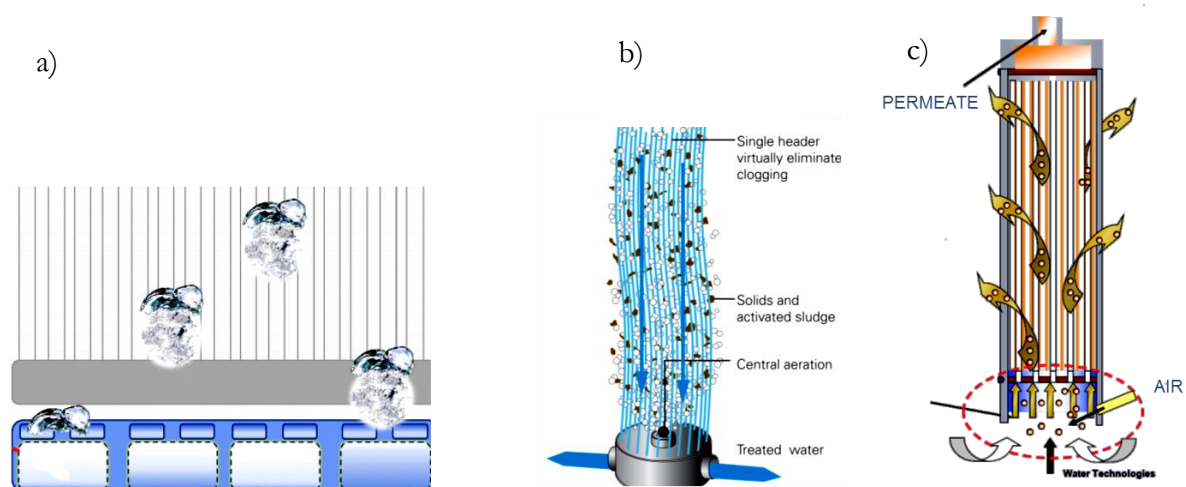 a)
b)
c)
PERMEATE
Single header
virtually eliminate
clogging
Solids and
activated sludge
Central aeration
Treated water
AIR
Water Technologies